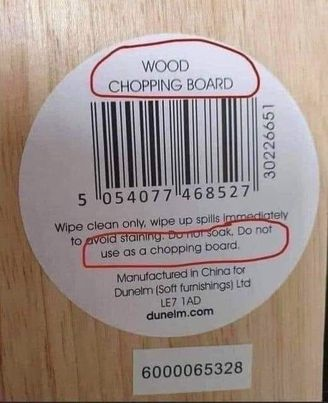 WOOD
CHOPPING BOARD
30226951
5 054077 468527
Wipe clean only, wipe up spills immediately
to avoid staining. Do not soak. Do not
use as a chopping board.
Manufactured in China for
Dunelm (Soft furnishings) Ltd
LE7 1AD
dunelm.com
6000065328